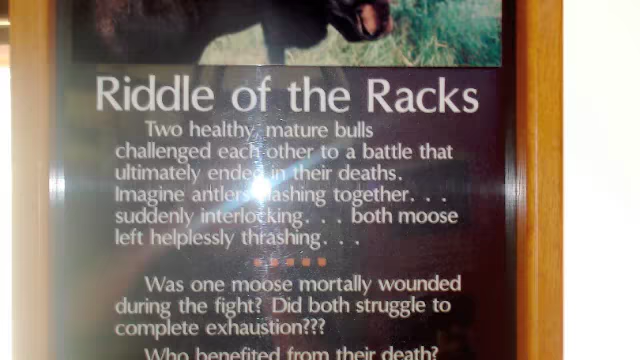 Riddle of the Racks
Two healthy, mature bulls
challenged each other to a battle that
ultimately ended in their deaths.
Imagine antlers lashing together. . .
suddenly interlocking. . . both moose
left helplessly thrashing. . .
Was one moose mortally wounded
during the fight? Did both struggle to
complete exhaustion???
Who benefited from their death?